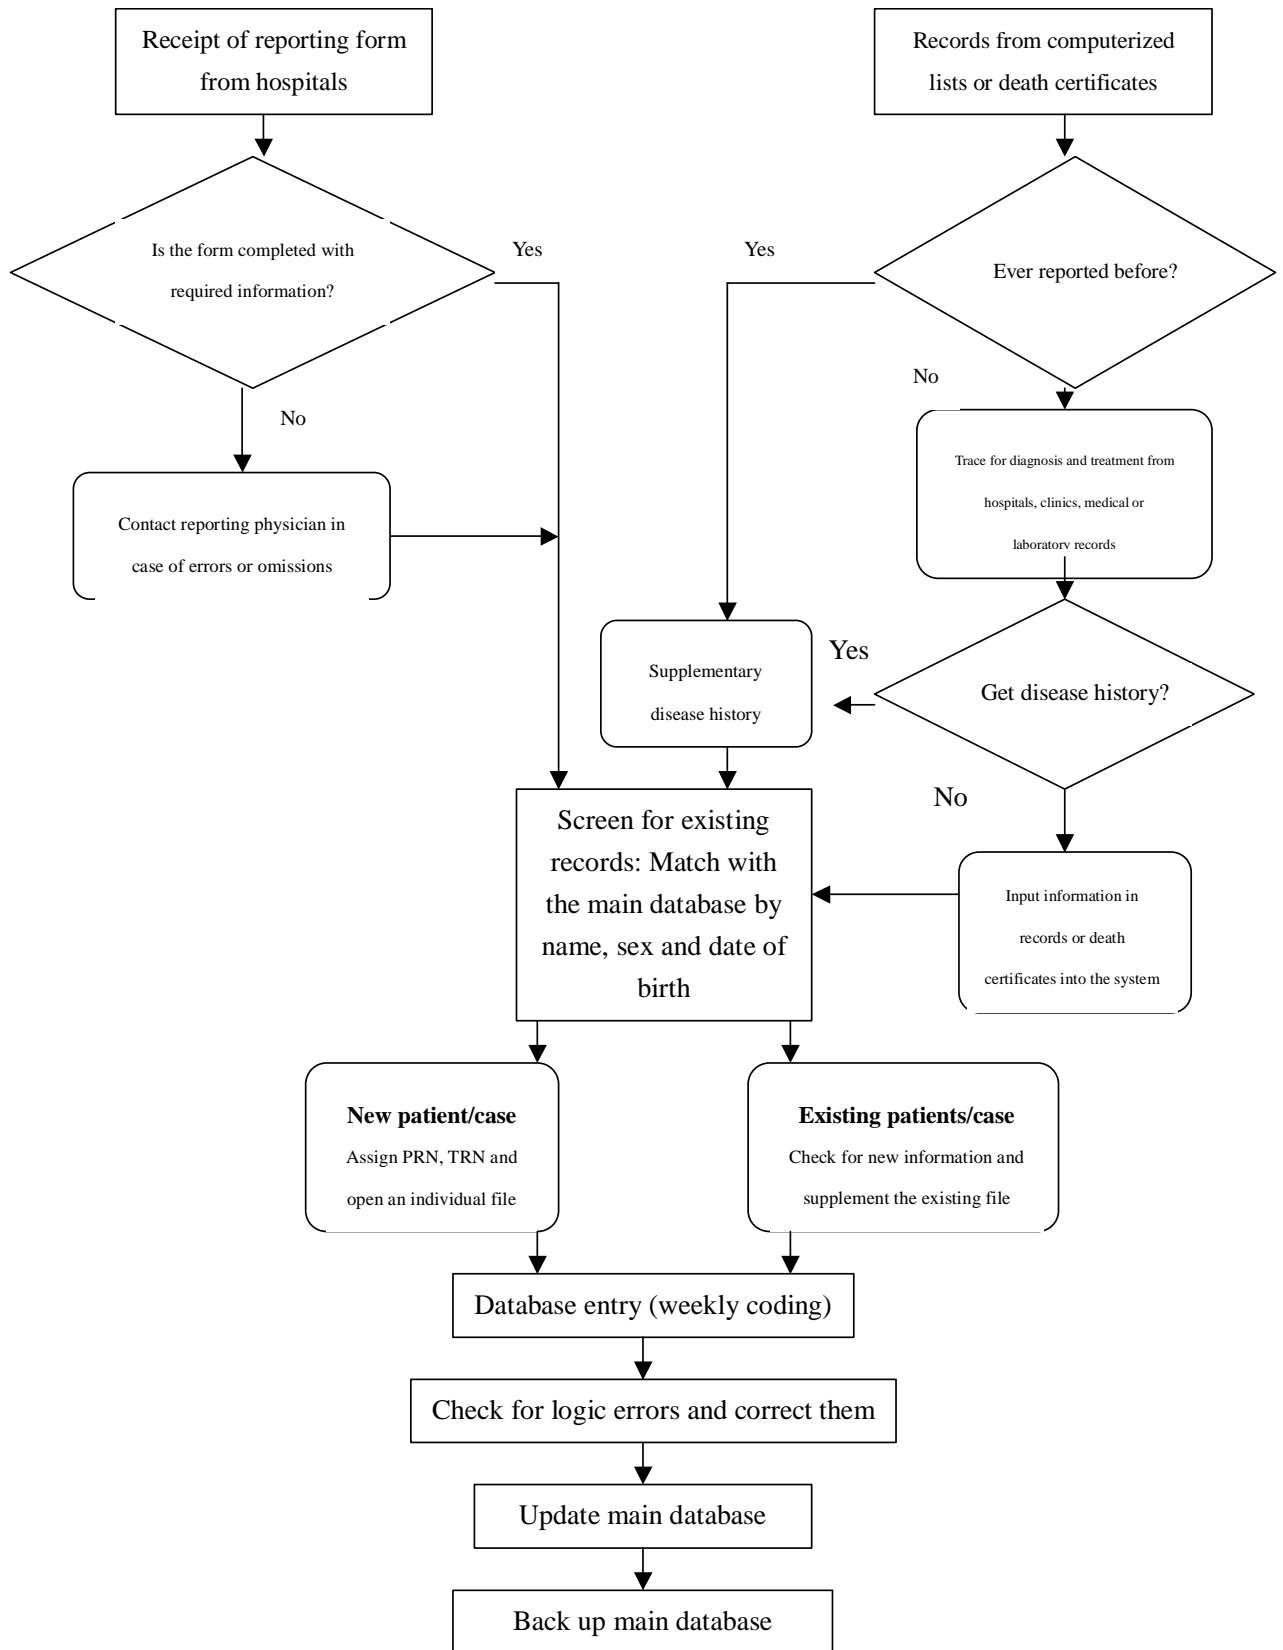 Receipt of reporting form
from hospitals
Records from computerized
lists or death certificates
Is the form completed with
required information?
Yes
Yes
Ever reported before?
No
No
Trace for diagnosis and treatment from
hospitals, clinics, medical or
laboratory records
Contact reporting physician in
case of errors or omissions
Supplementary
disease history
Yes
Get disease history?
No
Screen for existing
records: Match with
the main database by
name, sex and date of
birth
Input information in
records or death
certificates into the system
New patient/case
Assign PRN, TRN and
open an individual file
Existing patients/case
Check for new information and
supplement the existing file
Database entry (weekly coding)
Check for logic errors and correct them
Update main database
Back up main database